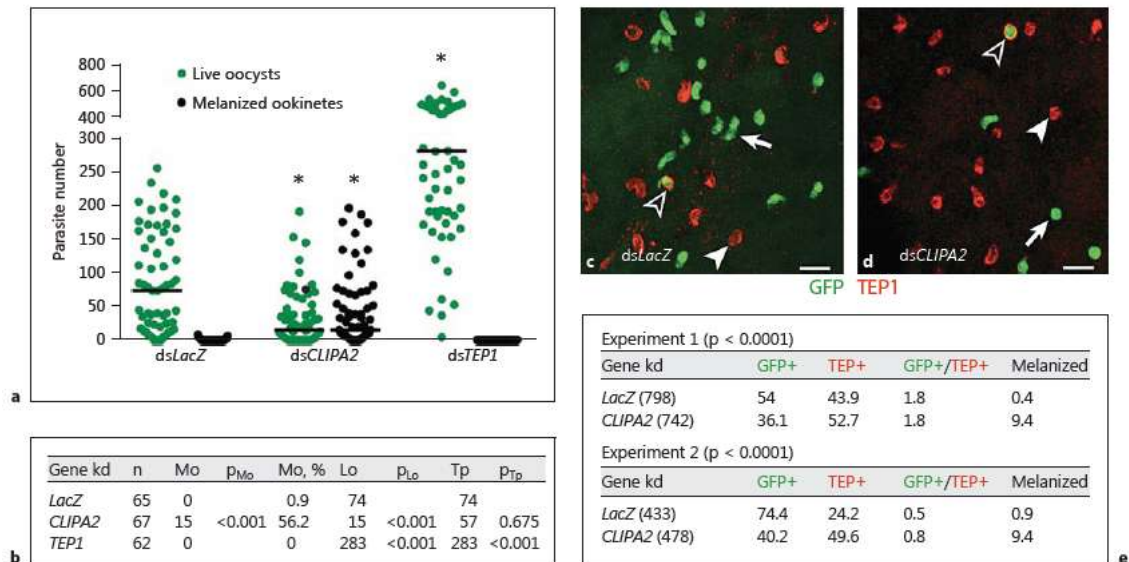 800
600
400
300
250
200
150
100
50
0
Parasite number
Live oocysts
Melanized ookinetes
*
* *
dsLacZ dsCLIPA2 dsTEP1
a
c dsLacZ
d dsCLIPA2
GFP TEP1
Gene kd n Mo pMo Mo, % Lo pLo Tp pTp
LacZ 65 0 0.9 74 74
CLIPA2 67 15 <0.001 56.2 15 <0.001 57 0.675
TEP1 62 0 0 283 <0.001 283 <0.001
b
Experiment 1 (p < 0.0001)
Gene kd GFP+ TEP+ GFP+/TEP+ Melanized
LacZ (798) 54 43.9 1.8 0.4
CLIPA2 (742) 36.1 52.7 1.8 9.4
Experiment 2 (p < 0.0001)
Gene kd GFP+ TEP+ GFP+/TEP+ Melanized
LacZ (433) 74.4 24.2 0.5 0.9
CLIPA2 (478) 40.2 49.6 0.8 9.4
e